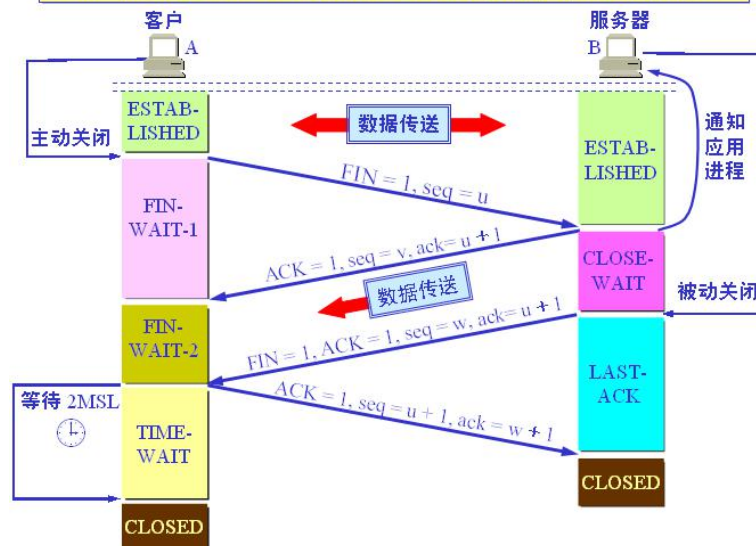 客户
服务器
A
B
ESTAB-
LISHED
数据传送
ESTAB-
LISHED
通知
应用
进程
主动关闭
FIN = 1, seq = u
FIN-
WAIT-1
ACK = 1, seq = v, ack= u + 1
CLOSE-
WAIT
数据传送
被动关闭
FIN-
WAIT-2
FIN = 1, ACK = 1, seq = w, ack= u + 1
LAST-
ACK
等待 2MSL
ACK = 1, seq = u + 1, ack = w + 1
TIME-
WAIT
CLOSED
CLOSED